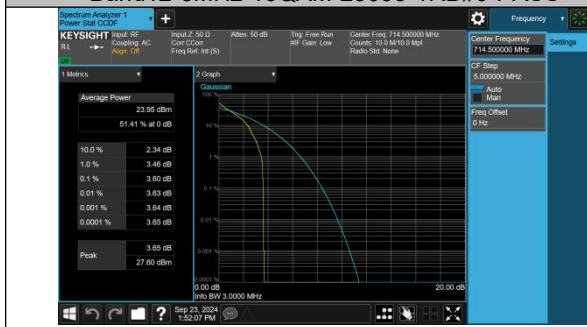 Spectrum Analyzer 1
Power Stat CCDF
Frequency
KEYSIGHT
R L
LW
Input: RF
Coupling: AC
Align: Off
Input Z: 50 Ω
Corr CCorr
Freq Ref: Int (S)
Atten: 50 dB
Trig: Free Run
#IF Gain: Low
Center Freq: 714.500000 MHz
Counts: 10.0 M/10.0 Mpt
Radio Std: None
Center Frequency
714.500000 MHz
Settings
CF Step
5.000000 MHz
Auto
Man
Freq Offset
0 Hz
1 Metrics
2 Graph
Gaussian
Average Power
23.95 dBm
51.41 % at 0 dB
10.0 % 2.34 dB
1.0 % 3.46 dB
0.1 % 3.60 dB
0.01 % 3.63 dB
0.001 % 3.64 dB
0.0001 % 3.65 dB
Peak
3.65 dB
27.60 dBm
100 %
10 %
1 %
0.1 %
0.01 %
0.001 %
0.0001 %
0.00 dB
20.00 dB
Info BW 3.0000 MHz
Sep 23, 2024
1:52:07 PM